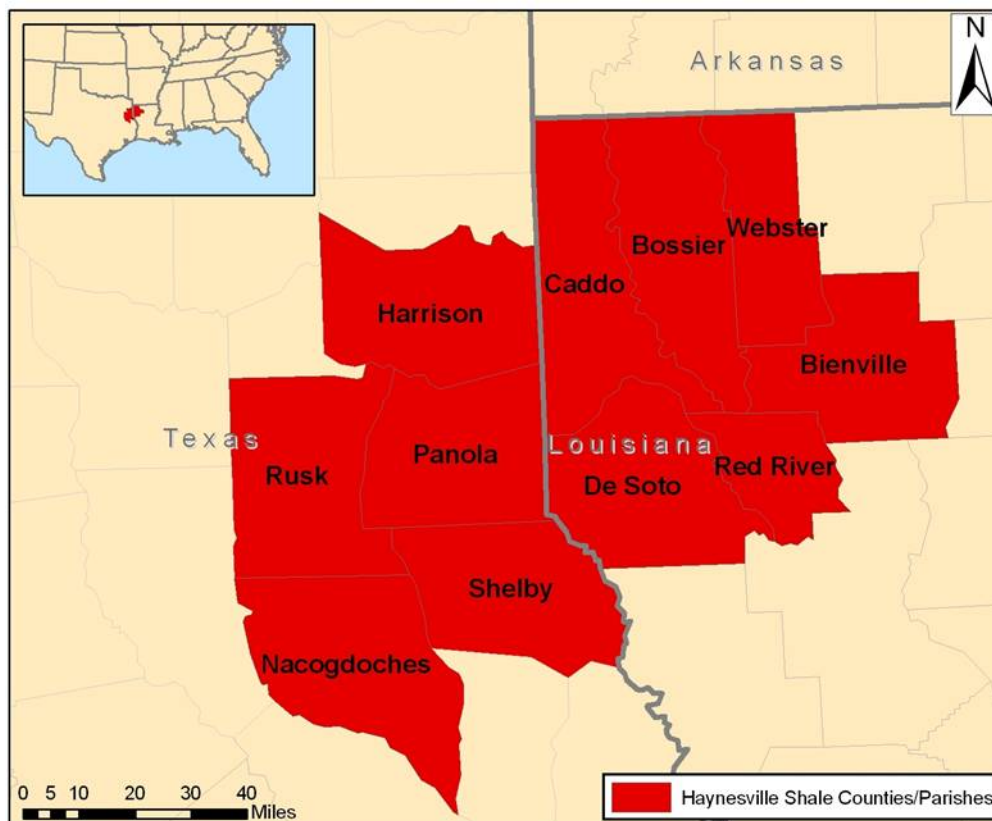 N
Arkansas
Webster
Bossier
Caddo
Harrison
Bienville
Texas
Louisiana
Panola
Red River
Rusk
De Soto
Shelby
Nacogdoches
0 5 10 20 30 40
Miles
Haynesville Shale Counties/Parishes